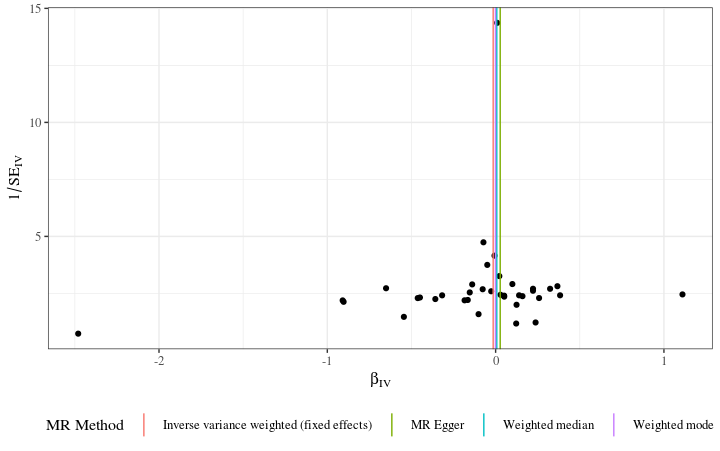 15
10
5
1/SE_IV
-2
-1
0
1
β_IV
MR Method
Inverse variance weighted (fixed effects)
MR Egger
Weighted median
Weighted mode